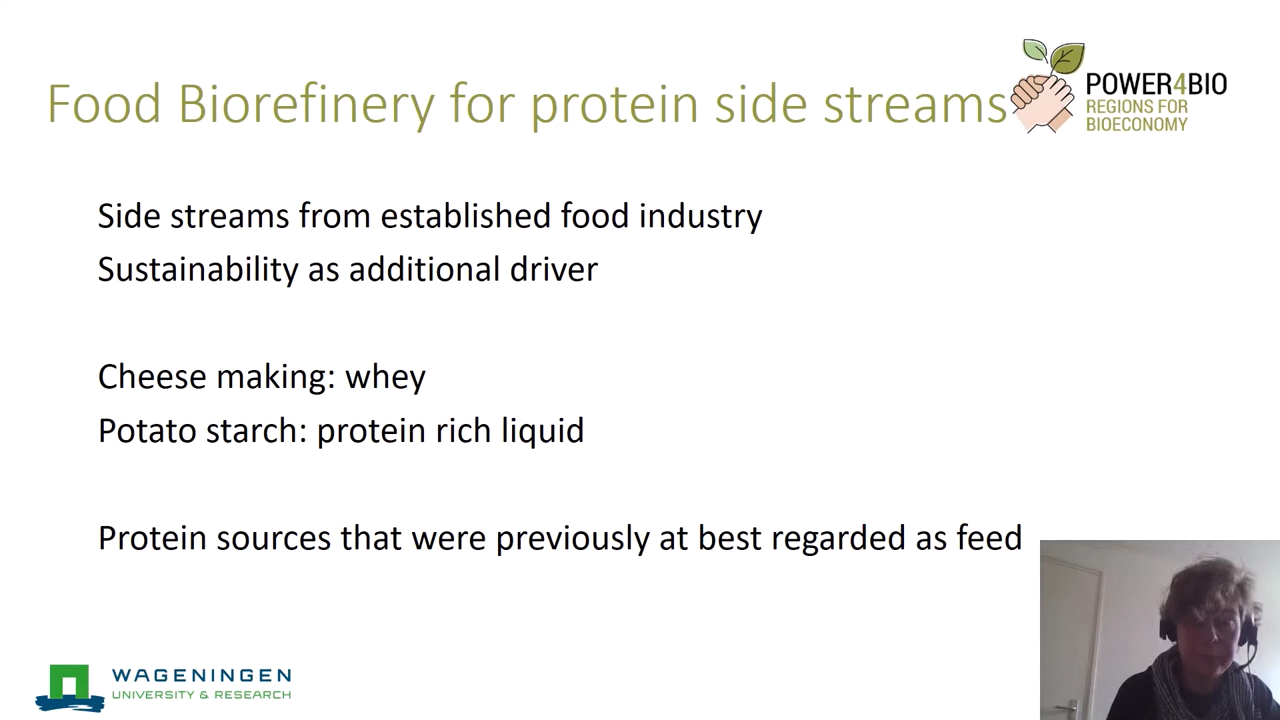 Food Biorefinery for protein side streams
POWER4BIO
REGIONS FOR
BIOECONOMY
Side streams from established food industry
Sustainability as additional driver
Cheese making: whey
Potato starch: protein rich liquid
Protein sources that were previously at best regarded as feed
WAGENINGEN
UNIVERSITY & RESEARCH